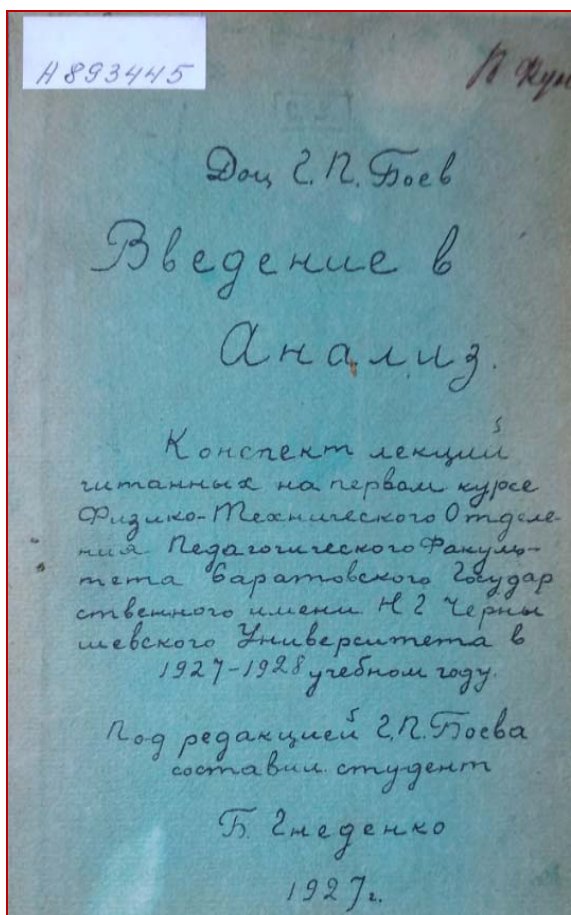 А893445
Доц Г.П. Боев
Введение в
Анализ.
Конспект лекций
читанных на первом курсе
Физико-Технического Отделе-
ния Педагогического Факуль-
тета Саратовского Государ
ственного имени Н Г Черны
шевского Университета в
1927-1928 учебном году.
Под редакцией Г.П. Боева
составил студент
Б. Гнеденко
1927г.